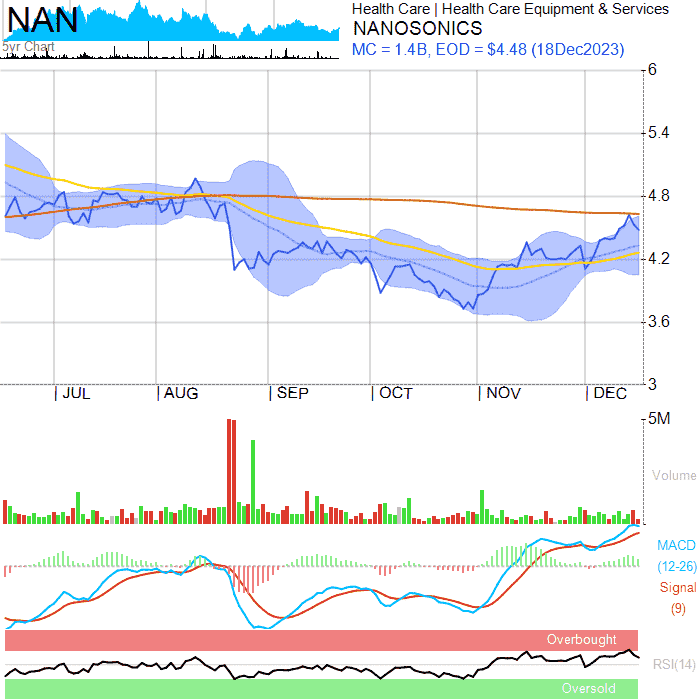 NAN
5yr Chart
Health Care | Health Care Equipment & Services
NANOSONICS
MC = 1.4B, EOD = $4.48 (18Dec2023)
6
5.4
4.8
4.2
3.6
3
JUL
AUG
SEP
OCT
NOV
DEC
5M
Volume
MACD
(12-26)
Signal
(9)
Overbought
RSI(14)
Oversold